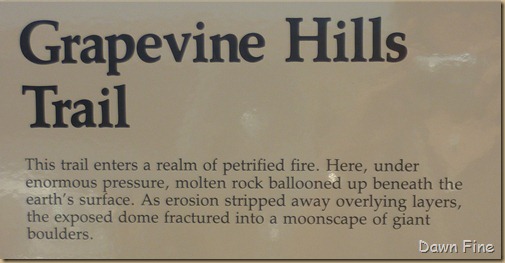 Grapevine Hills
Trail
This trail enters a realm of petrified fire. Here, under
enormous pressure, molten rock ballooned up beneath the
earth's surface. As erosion stripped away overlying layers,
the exposed dome fractured into a moonscape of giant
boulders.
Dawn Fine